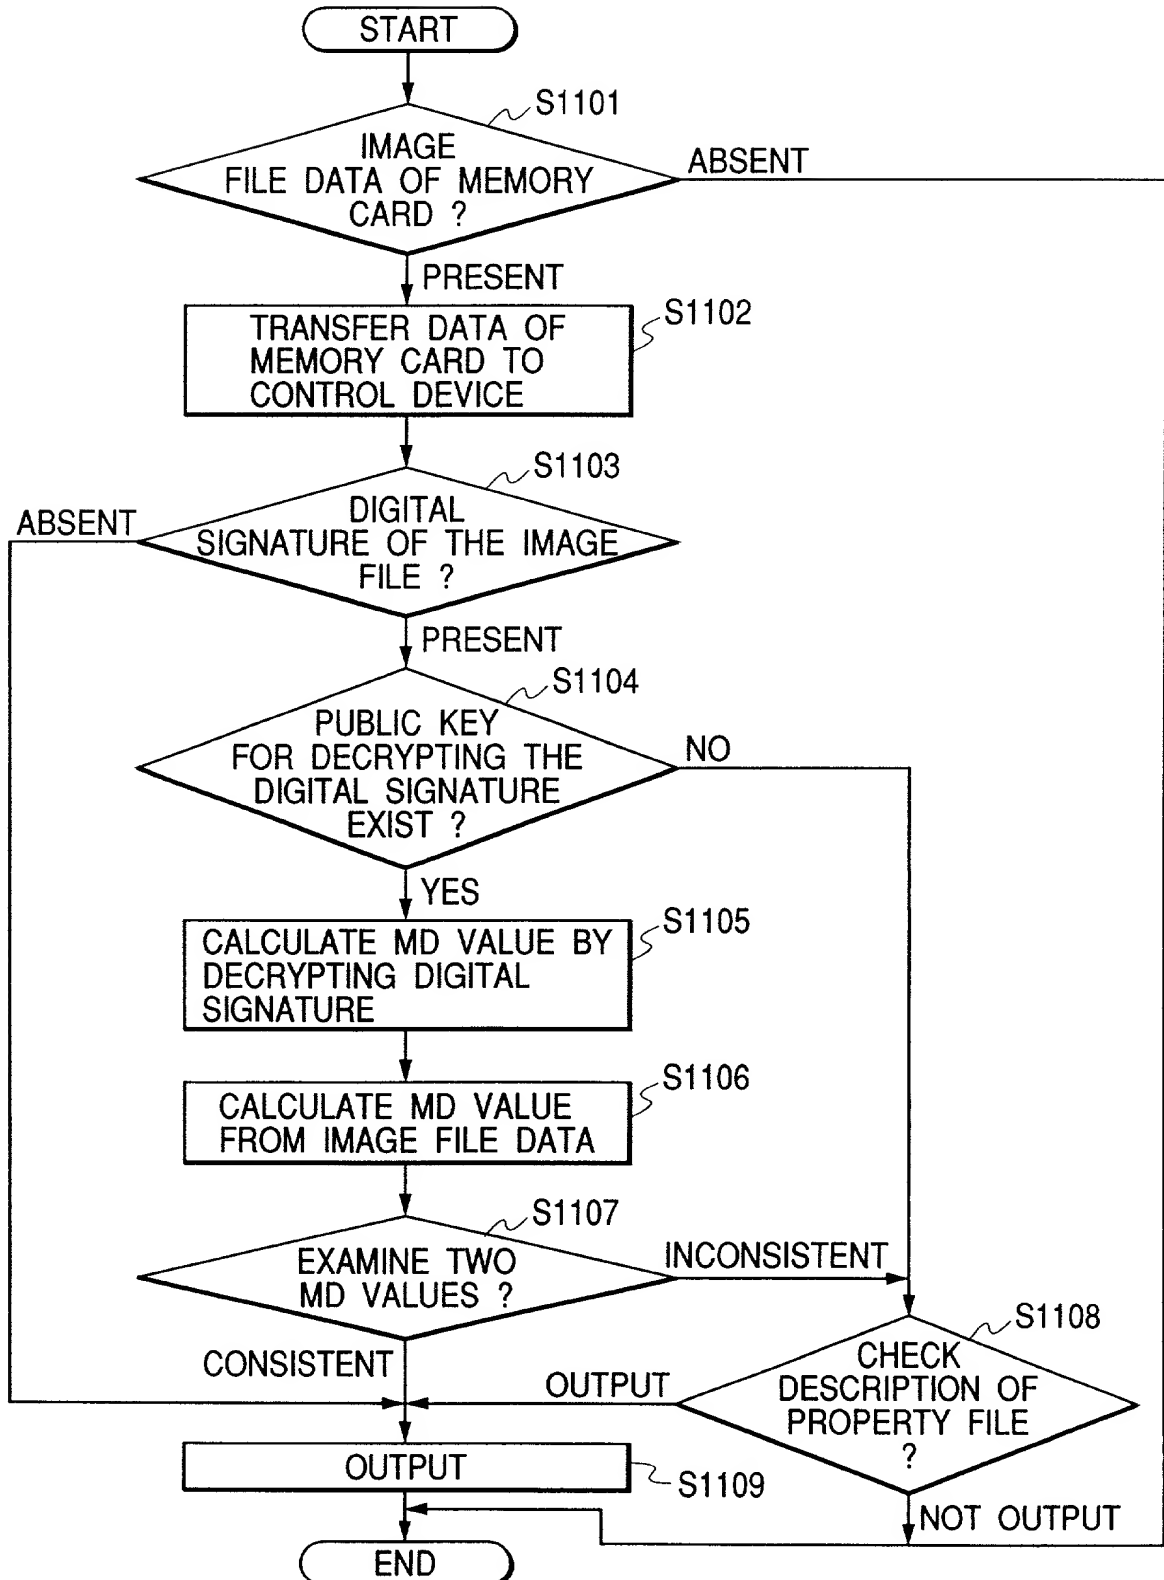 START
S1101
IMAGE
FILE DATA OF MEMORY
CARD ?
ABSENT
PRESENT
S1102
TRANSFER DATA OF
MEMORY CARD TO
CONTROL DEVICE
S1103
ABSENT
DIGITAL
SIGNATURE OF THE IMAGE
FILE ?
PRESENT
S1104
PUBLIC KEY
FOR DECRYPTING THE
DIGITAL SIGNATURE
EXIST ?
NO
YES
S1105
CALCULATE MD VALUE BY
DECRYPTING DIGITAL
SIGNATURE
S1106
CALCULATE MD VALUE
FROM IMAGE FILE DATA
S1107
EXAMINE TWO
MD VALUES ?
INCONSISTENT
CONSISTENT
S1108
CHECK
DESCRIPTION OF
PROPERTY FILE
?
OUTPUT
OUTPUT
S1109
NOT OUTPUT
END